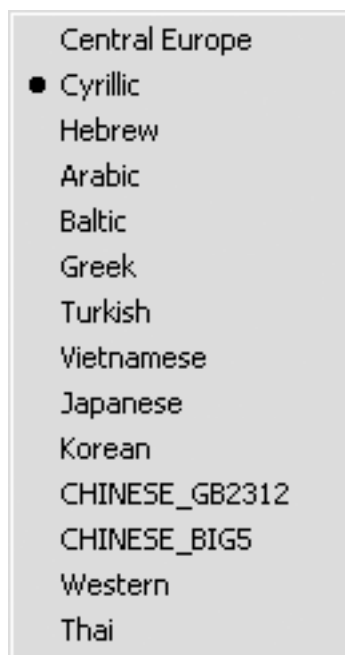 Central Europe
Cyrillic
Hebrew
Arabic
Baltic
Greek
Turkish
Vietnamese
Japanese
Korean
CHINESE_GB2312
CHINESE_BIG5
Western
Thai